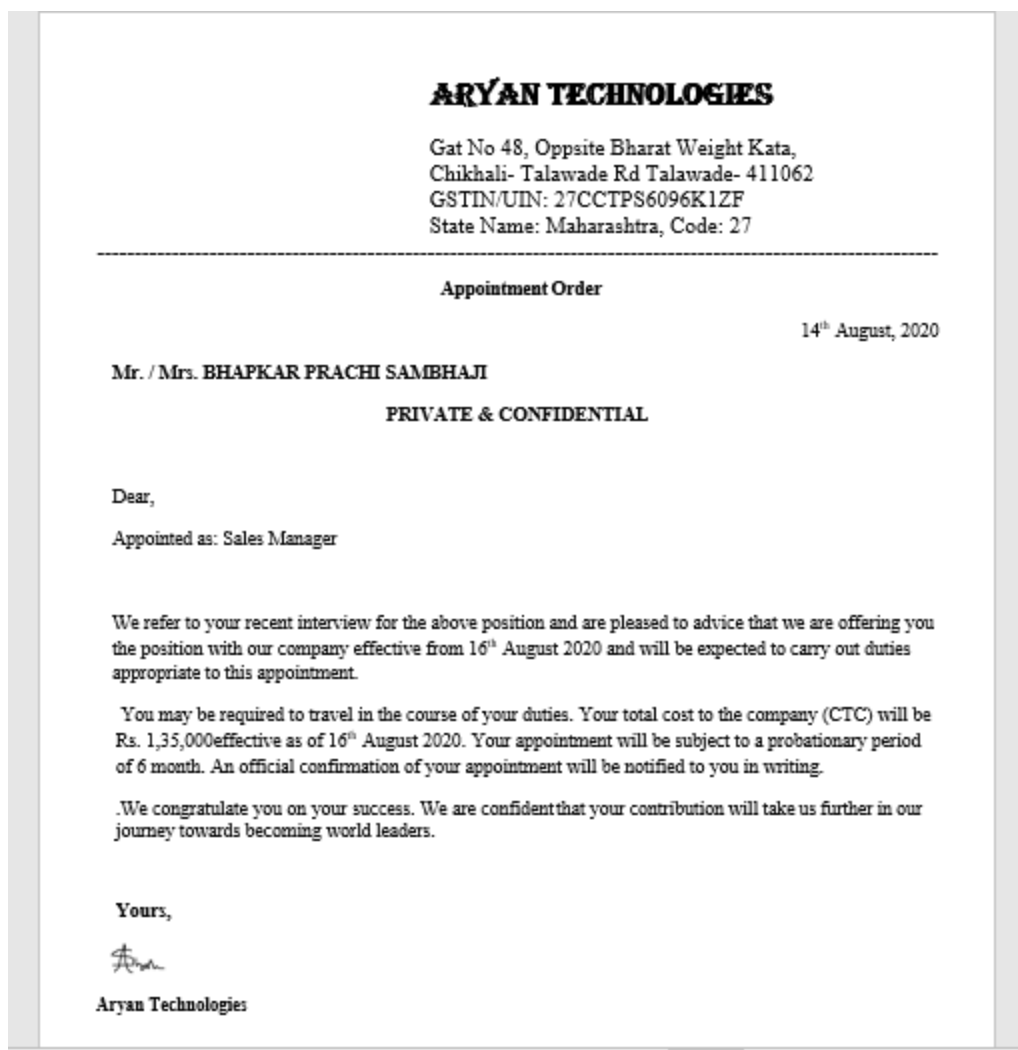 ARYAN TECHNOLOGIES
Gat No 48, Oppsite Bharat Weight Kata,
Chikhali- Talawade Rd Talawade- 411062
GSTIN/UIN: 27CCTPS6096K1ZF
State Name: Maharashtra, Code: 27
Appointment Order
14th August, 2020
Mr. / Mrs. BHAPKAR PRACHI SAMBHAJI
PRIVATE & CONFIDENTIAL
Dear,
Appointed as: Sales Manager
We refer to your recent interview for the above position and are pleased to advice that we are offering you
the position with our company effective from 16th August 2020 and will be expected to carry out duties
appropriate to this appointment.
You may be required to travel in the course of your duties. Your total cost to the company (CTC) will be
Rs. 1,35,000effective as of 16th August 2020. Your appointment will be subject to a probationary period
of 6 month. An official confirmation of your appointment will be notified to you in writing.
.We congratulate you on your success. We are confident that your contribution will take us further in our
journey towards becoming world leaders.
Yours,
Aryan Technologies